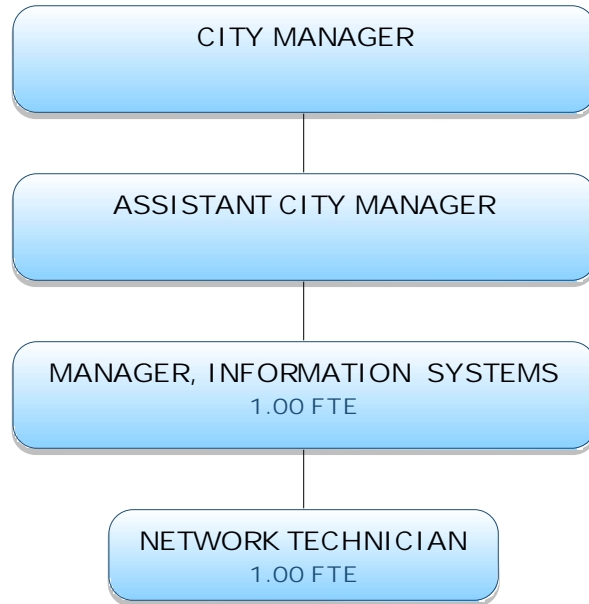 CITY MANAGER
ASSISTANT CITY MANAGER
MANAGER, INFORMATION SYSTEMS
1.00 FTE
NETWORK TECHNICIAN
1.00 FTE